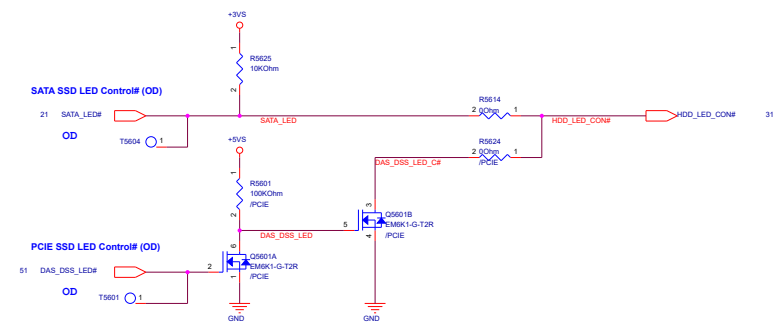 +3VS
1
R5625
10KOhm
2
SATA SSD LED Control# (OD)
R5614
21 SATA_LED# 2 0Ohm 1 HDD_LED_CON# 31
SATA_LED HDD_LED_CON#
OD
T5604 1
+5VS
R5624
2 0Ohm 1
DAS_DSS_LED_C# /PCIE
1
R5601
100KOhm
/PCIE
2
3
Q5601B
5 EM6K1-G-T2R
DAS_DSS_LED
4 /PCIE
PCIE SSD LED Control# (OD)
6
Q5601A
51 DAS_DSS_LED# 2 EM6K1-G-T2R
/PCIE
1
OD
T5601 1
GND GND